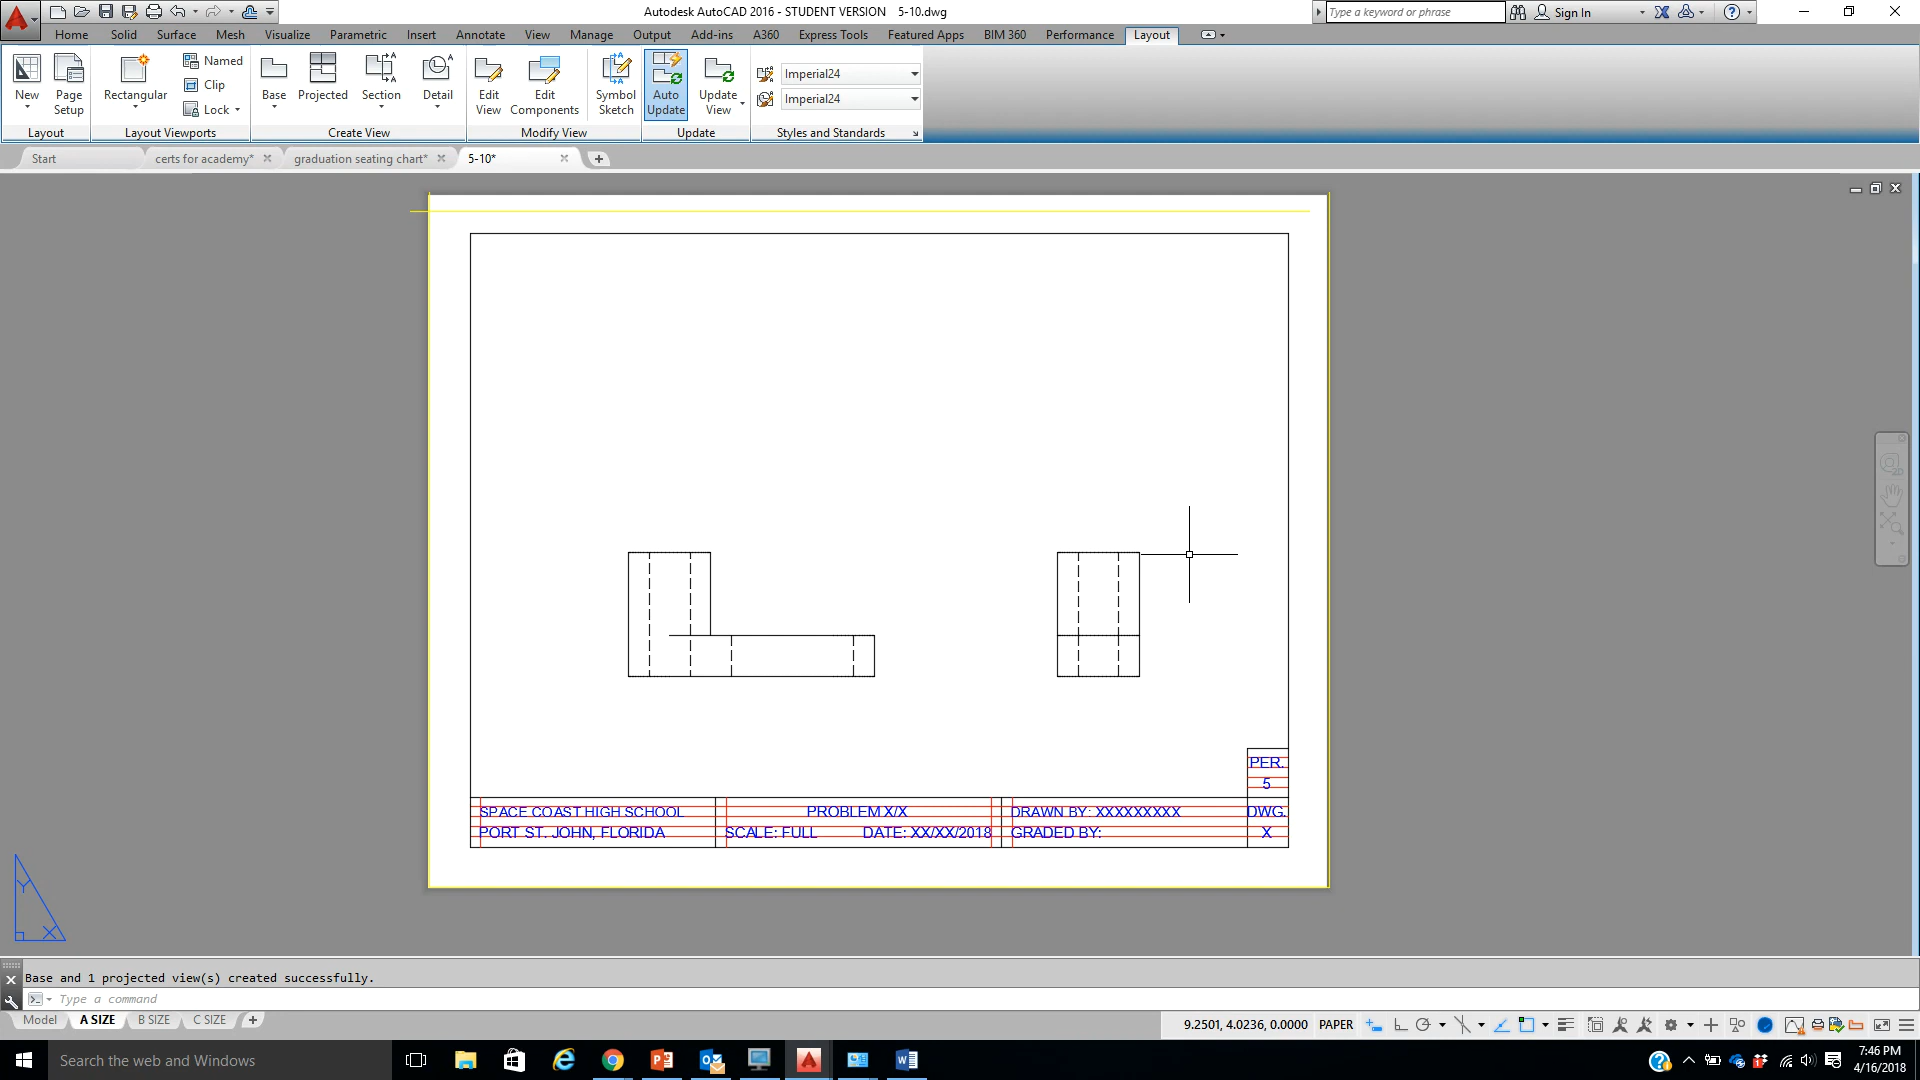 Autodesk AutoCAD 2016 - STUDENT VERSION 5-10.dwg
Type a keyword or phrase
Sign In
Home Solid Surface Mesh Visualize Parametric Insert Annotate View Manage Output Add-ins A360 Express Tools Featured Apps BIM 360 Performance Layout
New
Page Setup
Rectangular
Named
Clip
Lock
Base
Projected
Section
Detail
Edit View
Edit Components
Symbol Sketch
Auto Update
Update View
Imperial24
Imperial24
Layout
Layout Viewports
Create View
Modify View
Update
Styles and Standards
Start
certs for academy*
graduation seating chart*
5-10*
PER.
5
SPACE COAST HIGH SCHOOL PROBLEM X/X DRAWN BY: XXXXXXXXX DWG.
PORT ST. JOHN, FLORIDA SCALE: FULL DATE: XX/XX/2018 GRADED BY: X
Y
X
2D
Base and 1 projected view(s) created successfully.
Type a command
Model A SIZE B SIZE C SIZE
9.2501, 4.0236, 0.0000 PAPER
Search the web and Windows
7:46 PM
4/16/2018